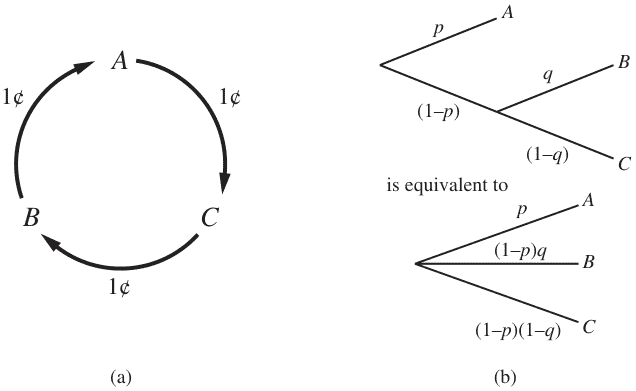 A
1¢
1¢
B
C
1¢
(a)
p
A
q
B
(1–p)
(1–q)
C
is equivalent to
p
A
(1–p)q
B
(1–p)(1–q)
C
(b)